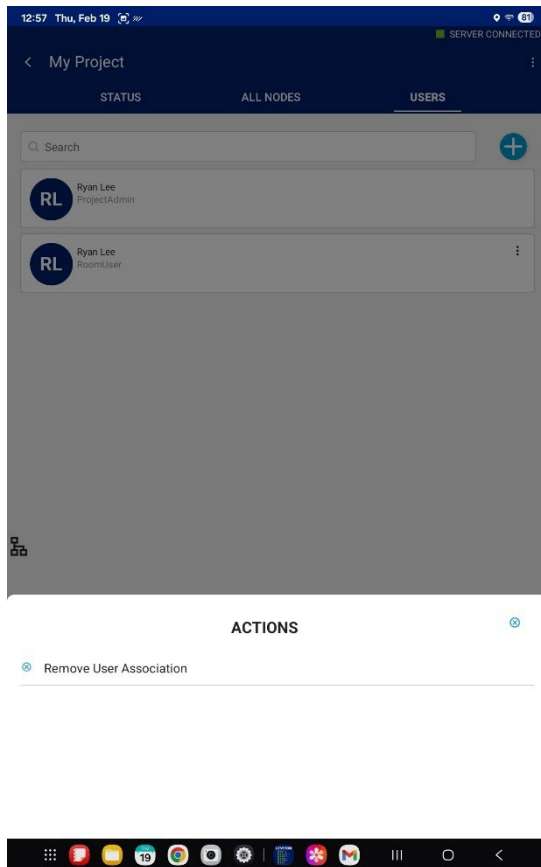 12:57 Thu, Feb 19
81
SERVER CONNECTED
My Project
STATUS ALL NODES USERS
Search
RL
Ryan Lee
ProjectAdmin
RL
Ryan Lee
RoomUser
ACTIONS
Remove User Association
19